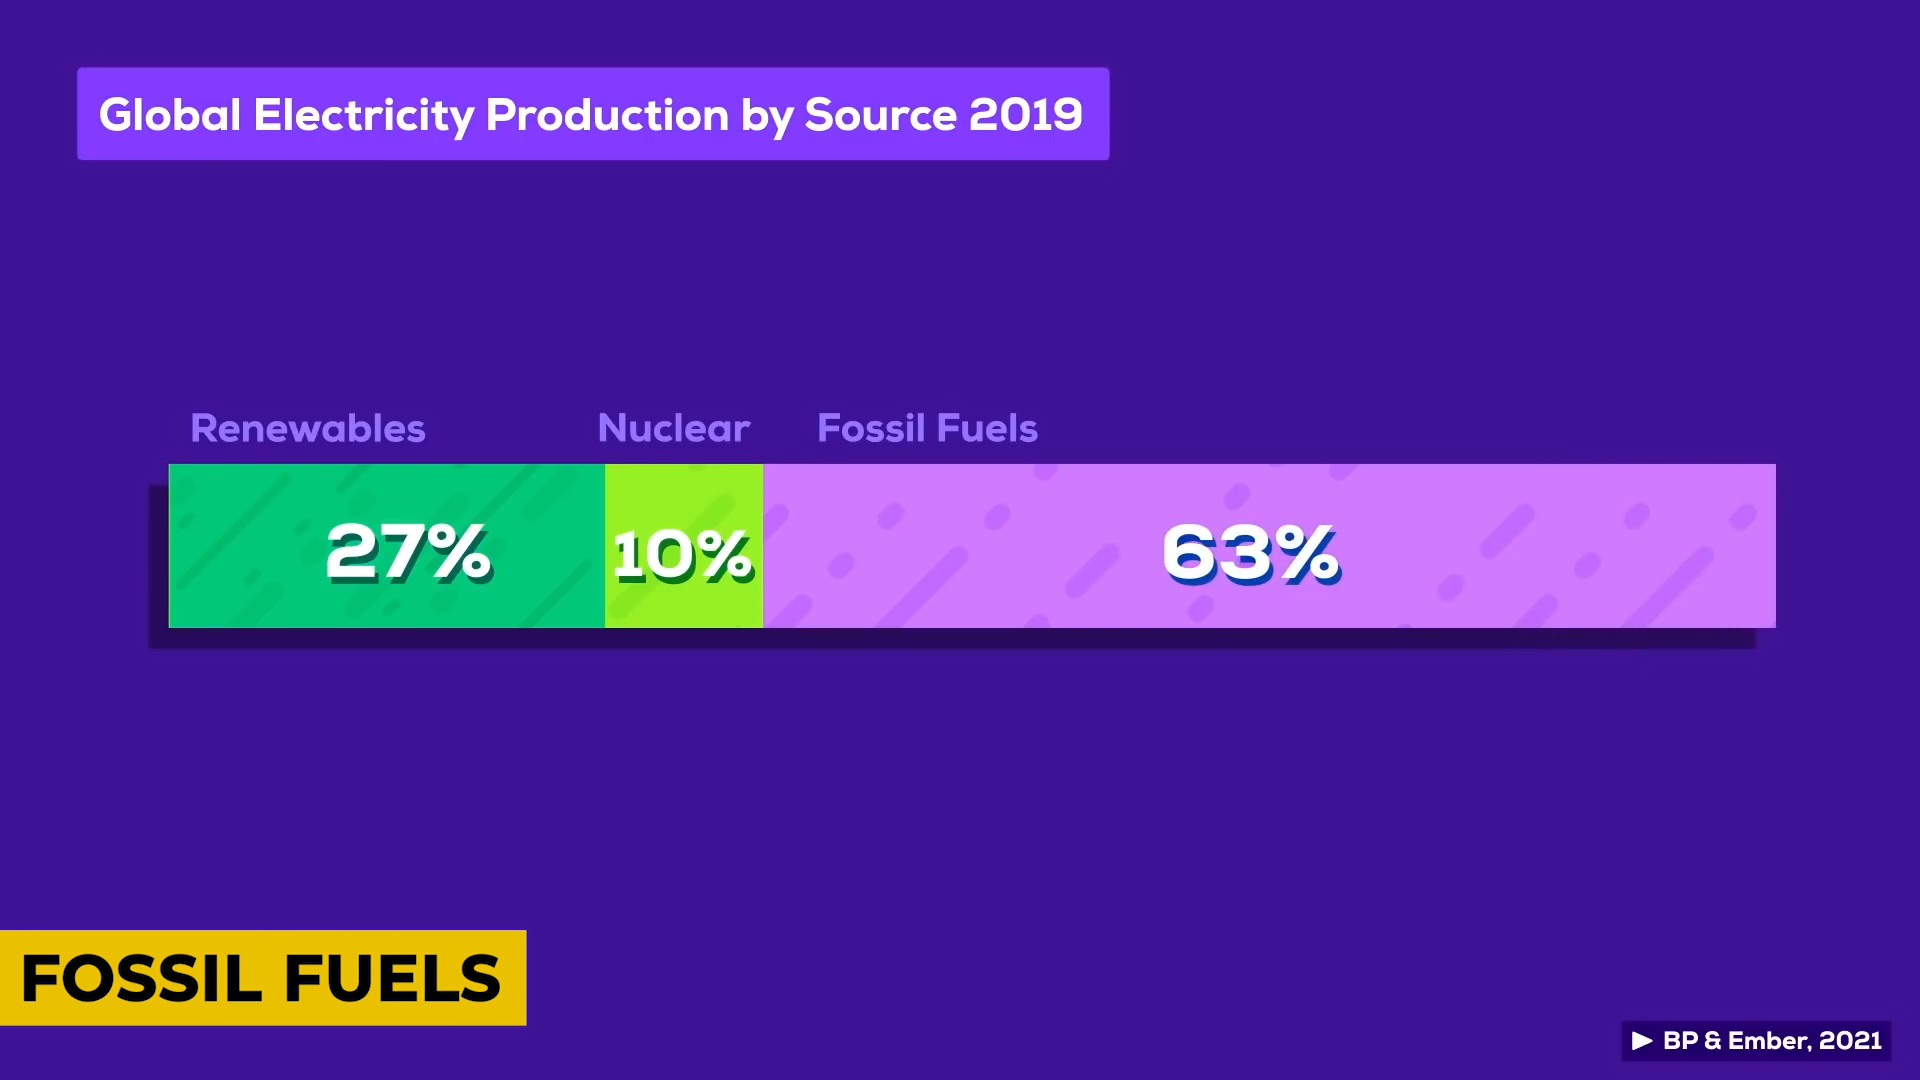 Global Electricity Production by Source 2019
Renewables Nuclear Fossil Fuels
27% 10% 63%
FOSSIL FUELS
BP & Ember, 2021